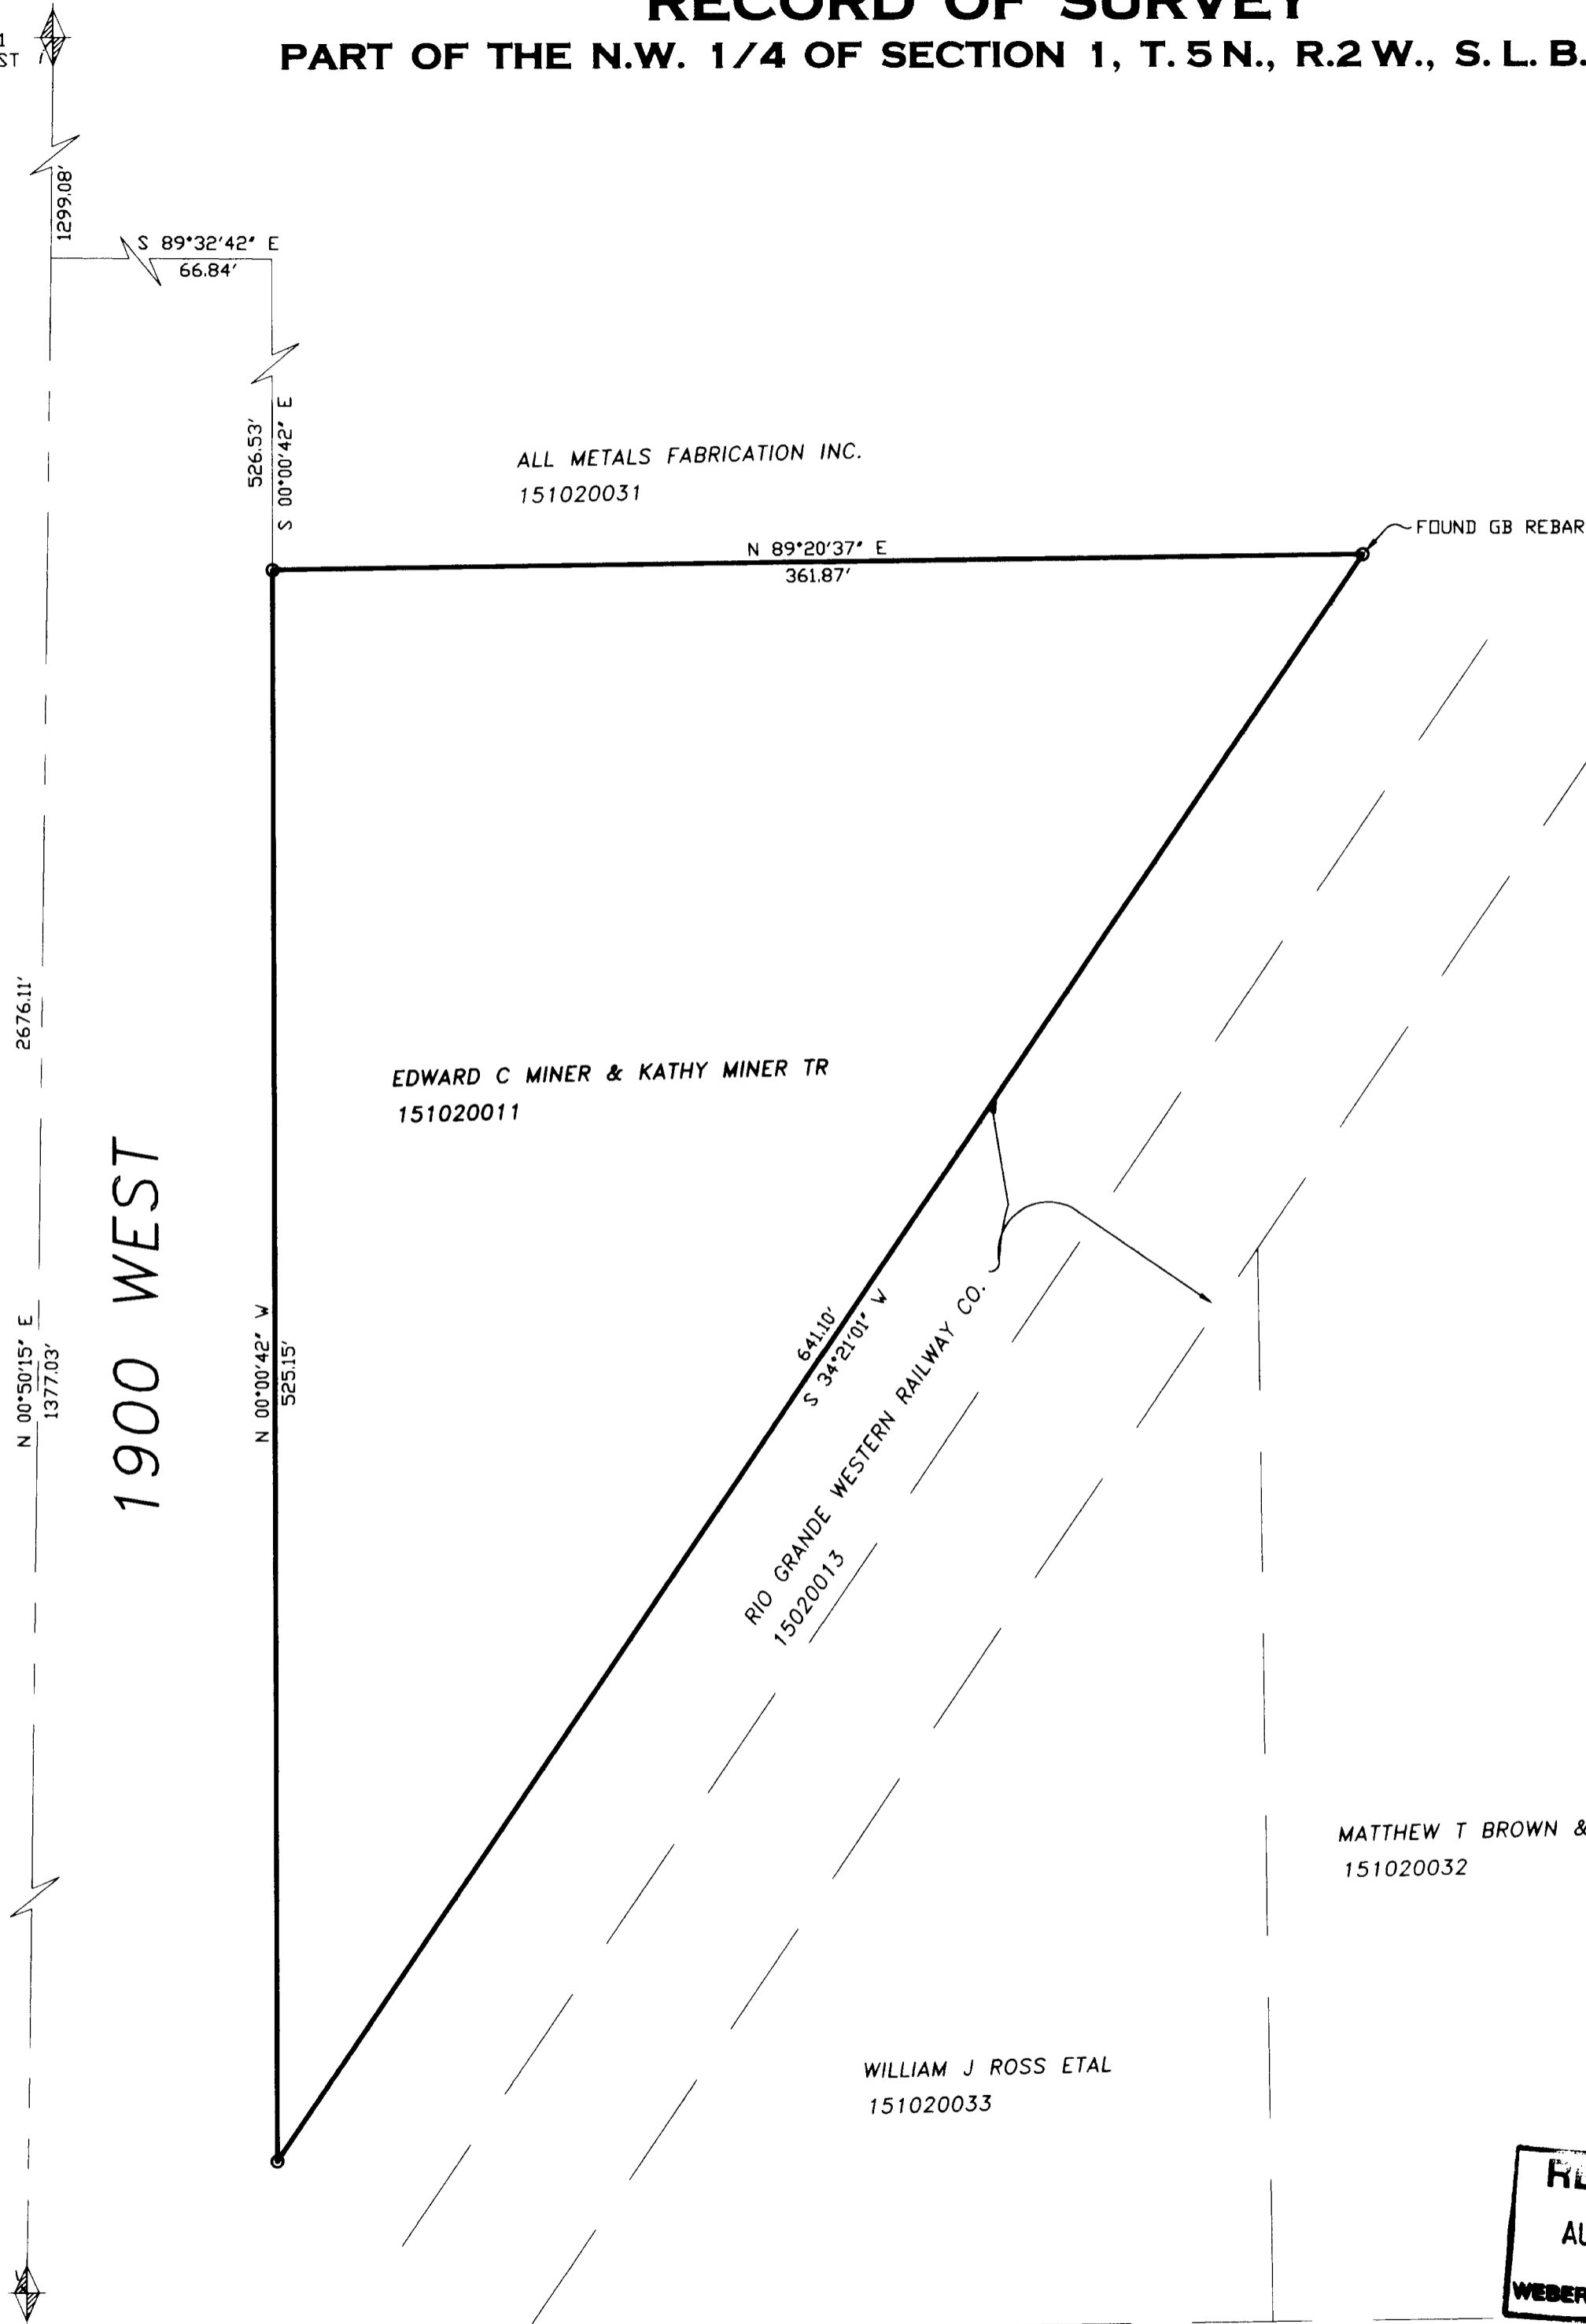 RECORD OF SURVEY
PART OF THE N.W. 1/4 OF SECTION 1, T. 5 N., R. 2 W., S. L. B.
1299.08'
S 89°32'42" E
66.84'
526.53'
S 00°00'42" E
ALL METALS FABRICATION INC.
151020031
N 89°20'37" E
361.87'
FOUND GB REBAR
2676.11'
N 00°50'15" E
1377.03'
1900 WEST
EDWARD C MINER & KATHY MINER TR
151020011
N 00°00'42" W
525.15'
641.10'
S 34°21'01" W
RIO GRANDE WESTERN RAILWAY CO.
15020013
MATTHEW T BROWN &
151020032
WILLIAM J ROSS ETAL
151020033
WEBER